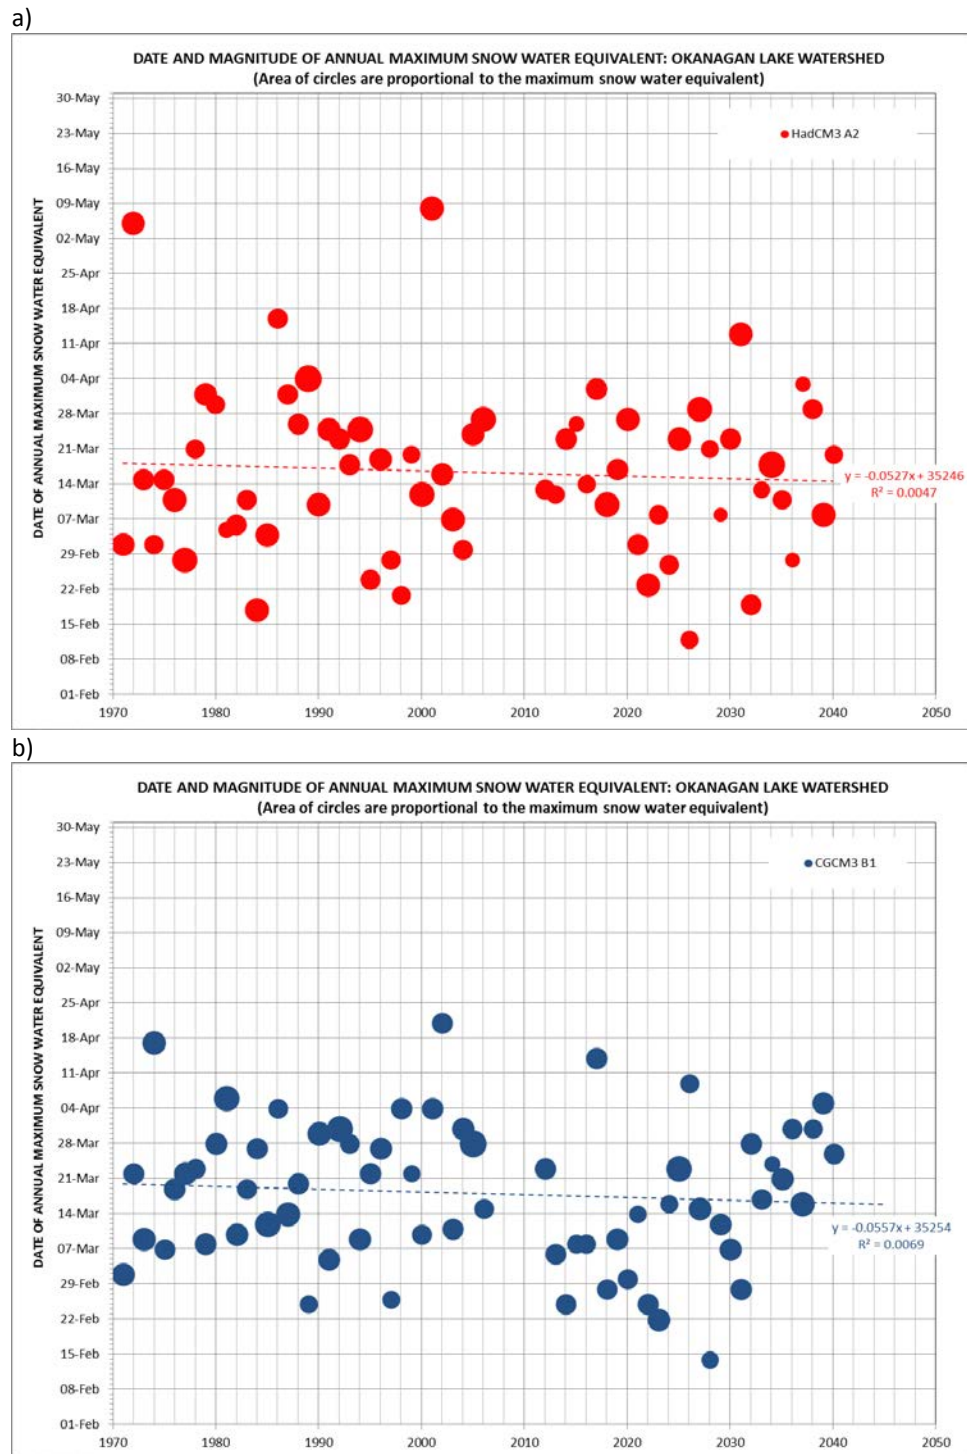 a)
DATE AND MAGNITUDE OF ANNUAL MAXIMUM SNOW WATER EQUIVALENT: OKANAGAN LAKE WATERSHED
(Area of circles are proportional to the maximum snow water equivalent)
DATE OF ANNUAL MAXIMUM SNOW WATER EQUIVALENT
30-May
23-May
16-May
09-May
02-May
25-Apr
18-Apr
11-Apr
04-Apr
28-Mar
21-Mar
14-Mar
07-Mar
29-Feb
22-Feb
15-Feb
08-Feb
01-Feb
HadCM3 A2
y = -0.0527x + 35246
R² = 0.0047
1970 1980 1990 2000 2010 2020 2030 2040 2050
b)
DATE AND MAGNITUDE OF ANNUAL MAXIMUM SNOW WATER EQUIVALENT: OKANAGAN LAKE WATERSHED
(Area of circles are proportional to the maximum snow water equivalent)
DATE OF ANNUAL MAXIMUM SNOW WATER EQUIVALENT
30-May
23-May
16-May
09-May
02-May
25-Apr
18-Apr
11-Apr
04-Apr
28-Mar
21-Mar
14-Mar
07-Mar
29-Feb
22-Feb
15-Feb
08-Feb
01-Feb
CGCM3 B1
y = -0.0557x + 35254
R² = 0.0069
1970 1980 1990 2000 2010 2020 2030 2040 2050